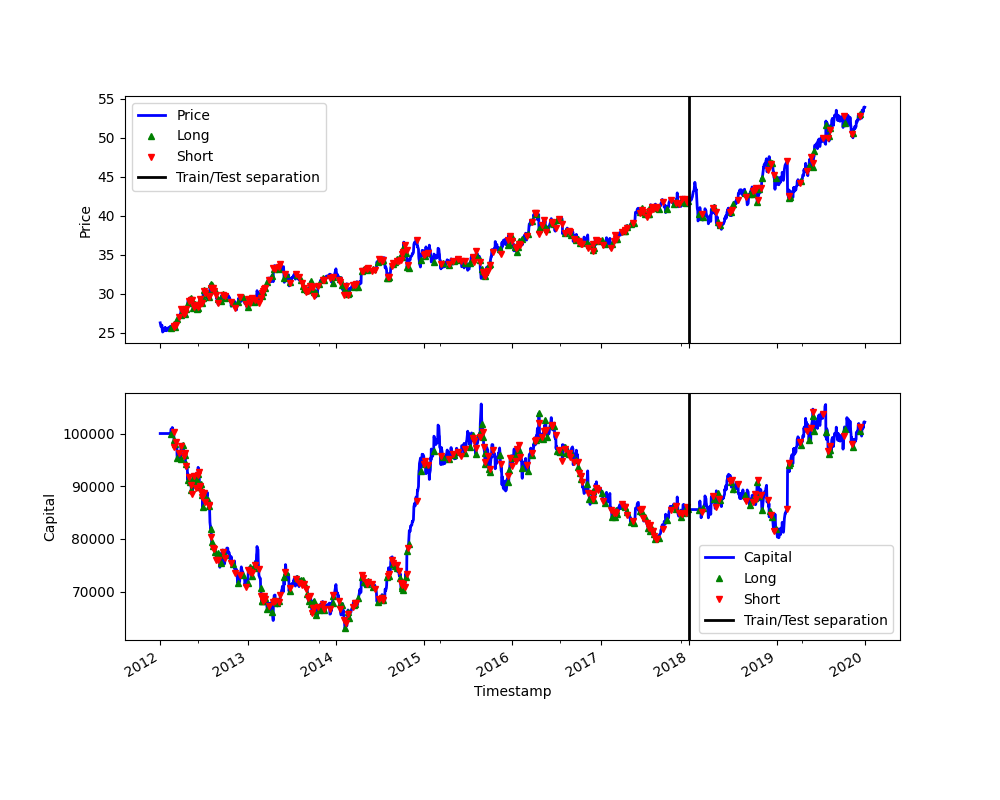 55
50
45
40
35
30
25
Price
Price
Long
Short
Train/Test separation
100000
90000
80000
70000
Capital
Capital
Long
Short
Train/Test separation
2012
2013
2014
2015
2016
2017
2018
2019
2020
Timestamp